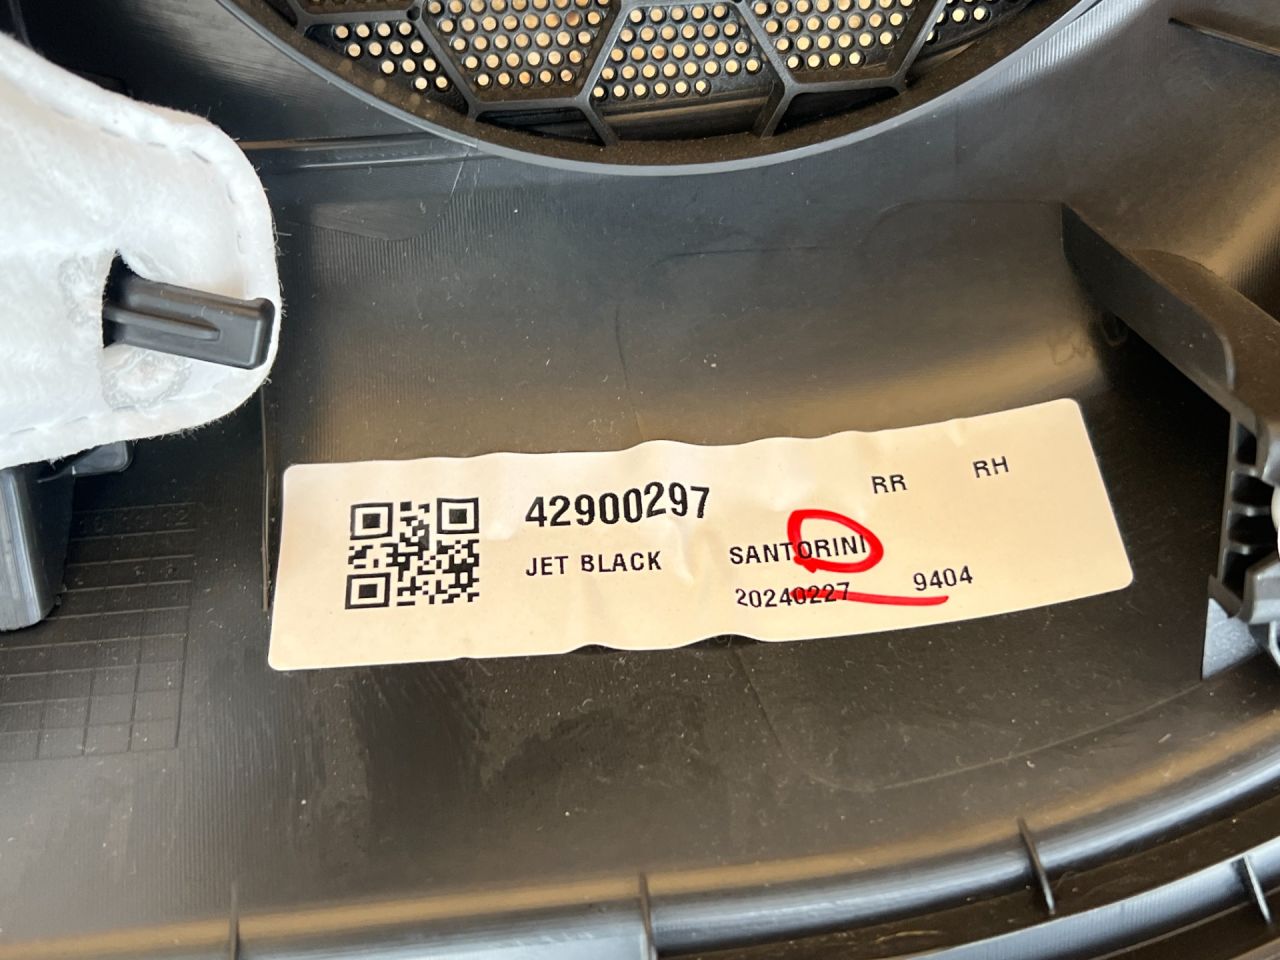 42900297 RR RH
JET BLACK SANTORINI
20240227 9404